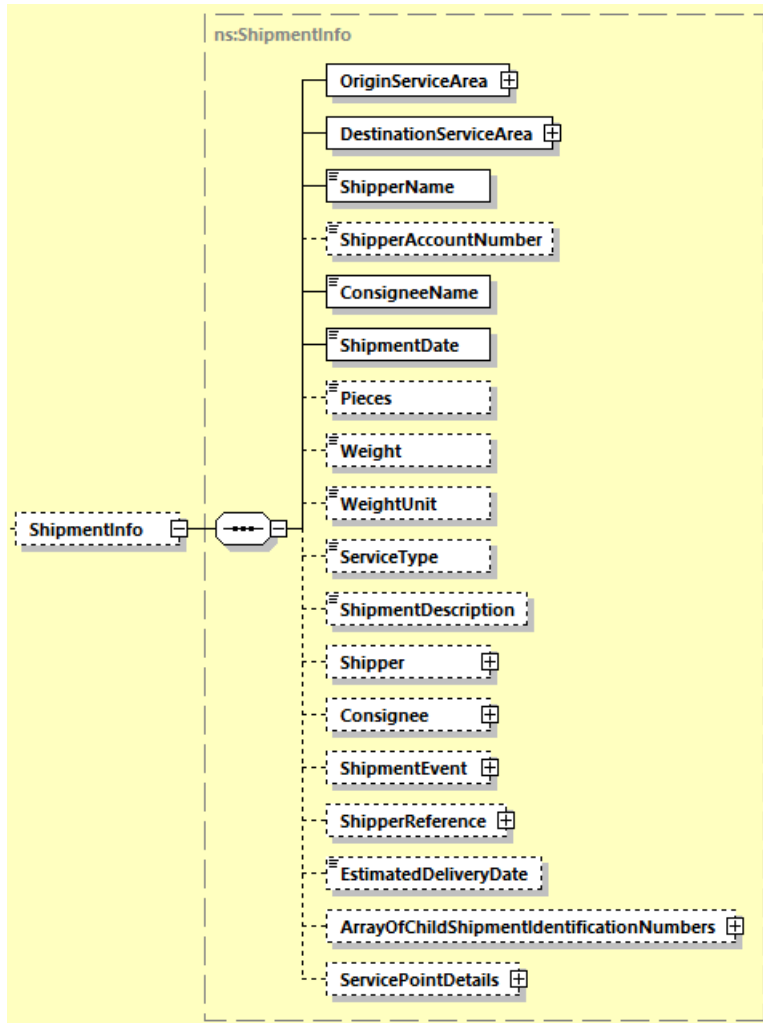 ns:ShipmentInfo
OriginServiceArea
DestinationServiceArea
ShipperName
ShipperAccountNumber
ConsigneeName
ShipmentDate
Pieces
Weight
WeightUnit
ShipmentInfo
ServiceType
ShipmentDescription
Shipper
Consignee
ShipmentEvent
ShipperReference
EstimatedDeliveryDate
ArrayOfChildShipmentIdentificationNumbers
ServicePointDetails